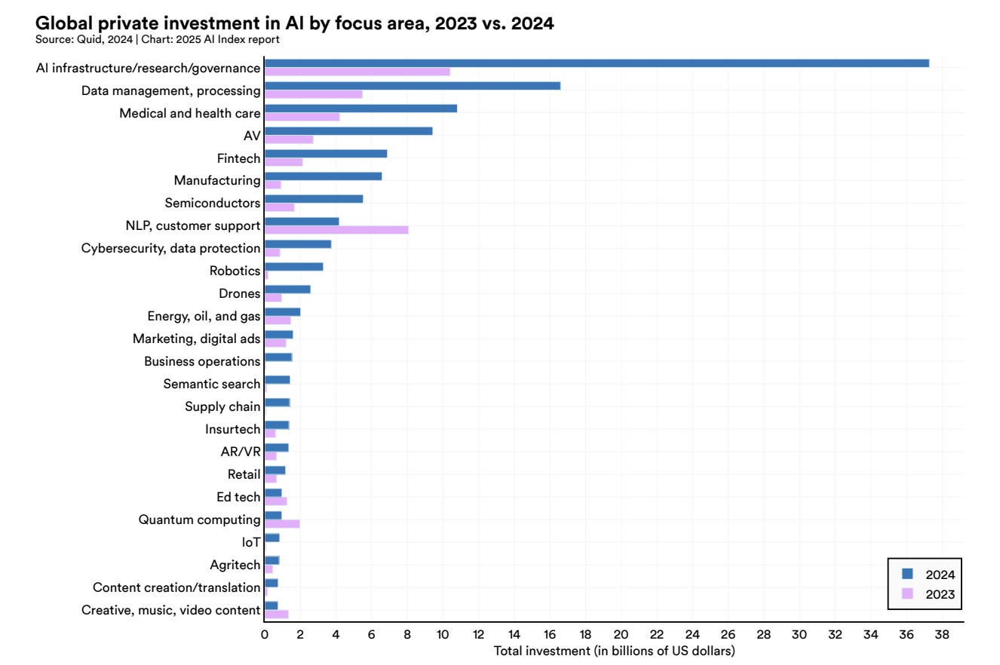 Global private investment in AI by focus area, 2023 vs. 2024
Source: Quid, 2024 | Chart: 2025 AI Index report
AI infrastructure/research/governance
Data management, processing
Medical and health care
AV
Fintech
Manufacturing
Semiconductors
NLP, customer support
Cybersecurity, data protection
Robotics
Drones
Energy, oil, and gas
Marketing, digital ads
Business operations
Semantic search
Supply chain
Insurtech
AR/VR
Retail
Ed tech
Quantum computing
IoT
Agritech
Content creation/translation
Creative, music, video content
2024
2023
0 2 4 6 8 10 12 14 16 18 20 22 24 26 28 30 32 34 36 38
Total investment (in billions of US dollars)